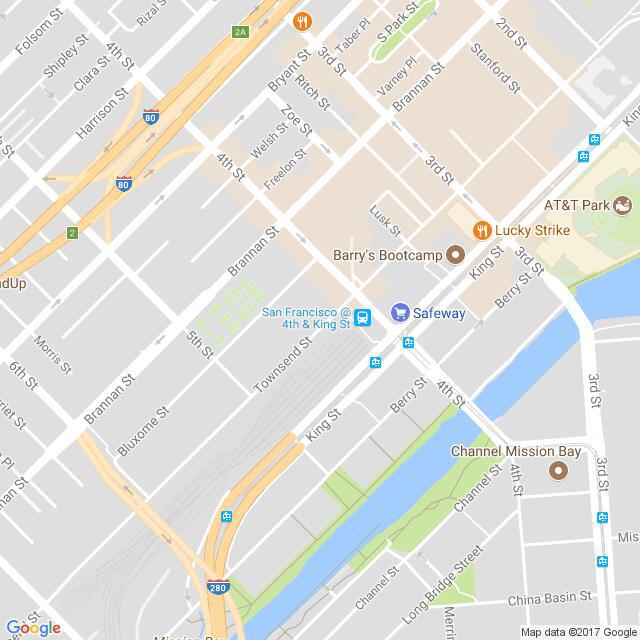 Folsom St
Shipley St
Clara St
Harrison St
4th St
Rizal St
2A
Taber Pl
S Park St
3rd St
Varney Pl
Brannan St
2nd St
Stanford St
Bryant St
Ritch St
Zoe St
Welsh St
Freelon St
80
80
4th St
3rd St
Lusk St
AT&T Park
Lucky Strike
Barry's Bootcamp
King St
3rd St
Berry St
2
Brannan St
San Francisco @
4th & King St
Safeway
Morris St
5th St
6th St
Townsend St
Brannan St
Bluxome St
King St
Berry St
4th St
3rd St
Channel Mission Bay
4th St
3rd St
Channel St
Long Bridge Street
Channel St
China Basin St
280
Google
Map data ©2017 Google